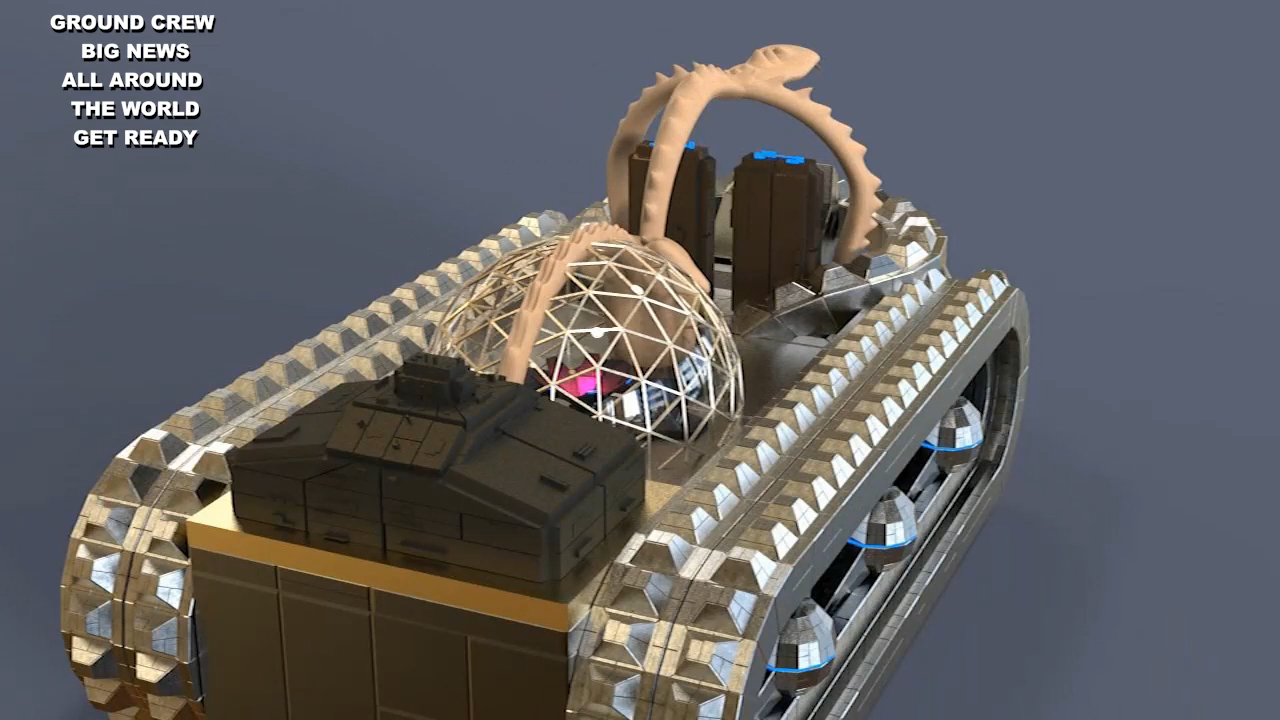 GROUND CREW
BIG NEWS
ALL AROUND
THE WORLD
GET READY